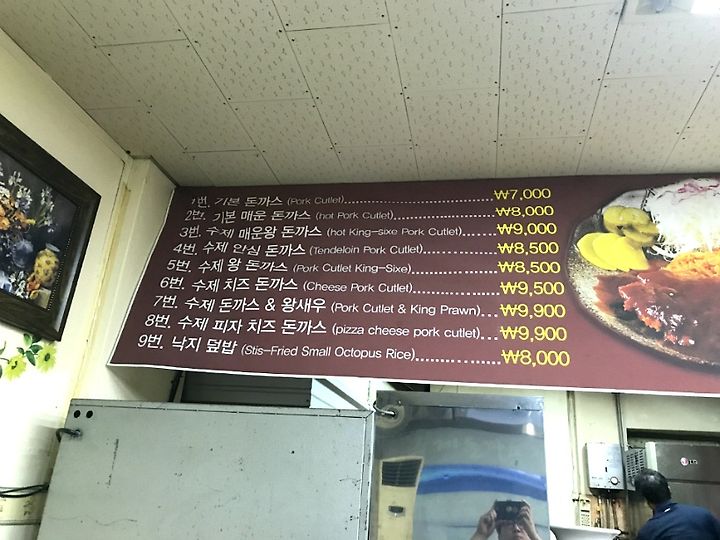 1번. 기본 돈까스 (Pork Cutlet) ₩7,000
2번. 기본 매운 돈까스 (hot Pork Cutlet) ₩8,000
3번. 수제 매운왕 돈까스 (hot King-sixe Pork Cutlet) ₩9,000
4번. 수제 안심 돈까스 (Tendeloin Pork Cutlet) ₩8,500
5번. 수제 왕 돈까스 (Pork Cutlet King-Sixe) ₩8,500
6번. 수제 치즈 돈까스 (Cheese Pork Cutlet) ₩9,500
7번. 수제 돈까스 & 왕새우 (Pork Cutlet & King Prawn) ₩9,900
8번. 수제 피자 치즈 돈까스 (pizza cheese pork cutlet) ₩9,900
9번. 낙지 덮밥 (Stis-Fried Small Octopus Rice) ₩8,000